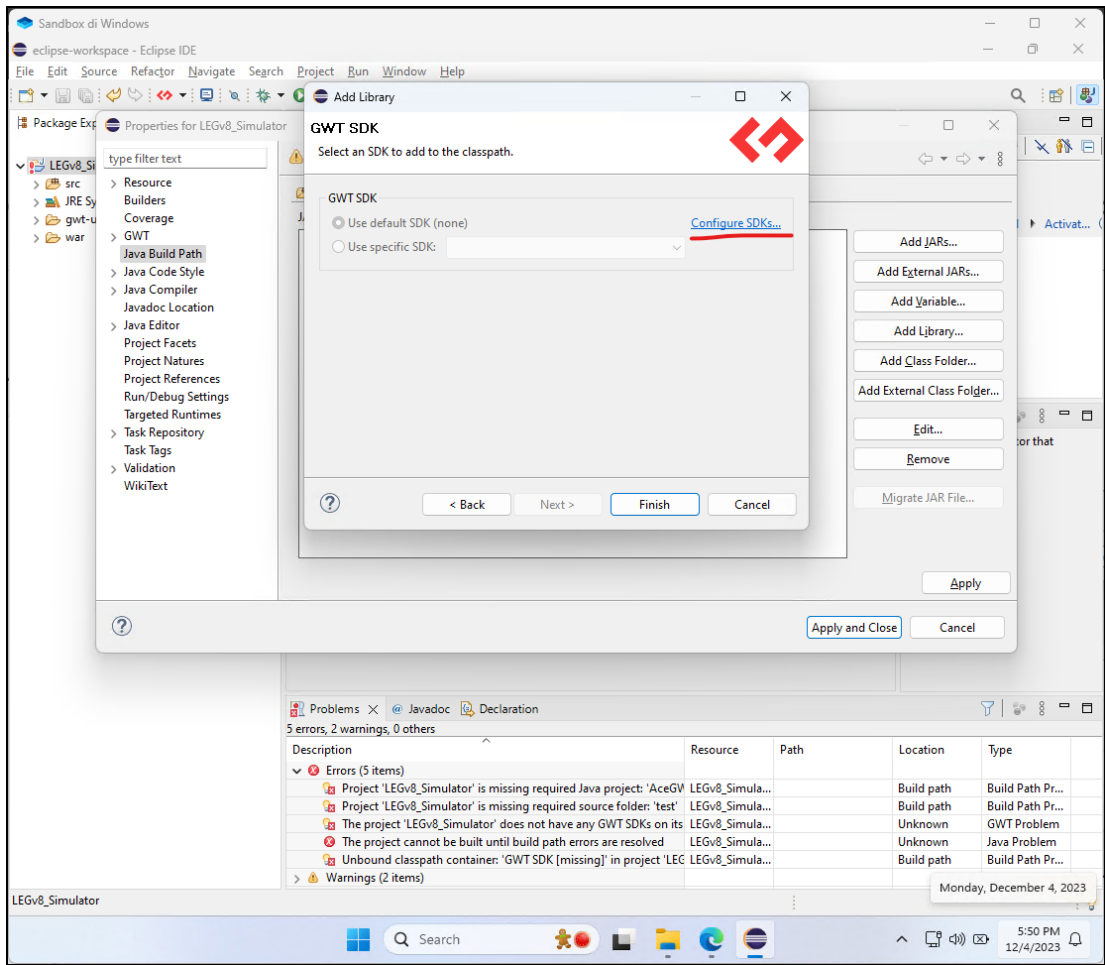 Sandbox di Windows
eclipse-workspace - Eclipse IDE
File Edit Source Refactor Navigate Search Project Run Window Help
Package Exp
LEGv8_Si
src
JRE Sy
gwt-u
war
Properties for LEGv8_Simulator
type filter text
Resource
Builders
Coverage
GWT
Java Build Path
Java Code Style
Java Compiler
Javadoc Location
Java Editor
Project Facets
Project Natures
Project References
Run/Debug Settings
Targeted Runtimes
Task Repository
Task Tags
Validation
WikiText
Add Library
GWT SDK
Select an SDK to add to the classpath.
GWT SDK
Use default SDK (none) Configure SDKs...
Use specific SDK:
< Back Next > Finish Cancel
Activat...
Add JARs...
Add External JARs...
Add Variable...
Add Library...
Add Class Folder...
Add External Class Folder...
Edit...
Remove
Migrate JAR File...
tor that
Apply
Apply and Close Cancel
Problems Javadoc Declaration
5 errors, 2 warnings, 0 others
Description Resource Path Location Type
Errors (5 items)
Project 'LEGv8_Simulator' is missing required Java project: 'AceGW LEGv8_Simula... Build path Build Path Pr...
Project 'LEGv8_Simulator' is missing required source folder: 'test' LEGv8_Simula... Build path Build Path Pr...
The project 'LEGv8_Simulator' does not have any GWT SDKs on its LEGv8_Simula... Unknown GWT Problem
The project cannot be built until build path errors are resolved LEGv8_Simula... Unknown Java Problem
Unbound classpath container: 'GWT SDK [missing]' in project 'LEG LEGv8_Simula... Build path Build Path Pr...
Warnings (2 items)
Monday, December 4, 2023
LEGv8_Simulator
Search
5:50 PM
12/4/2023